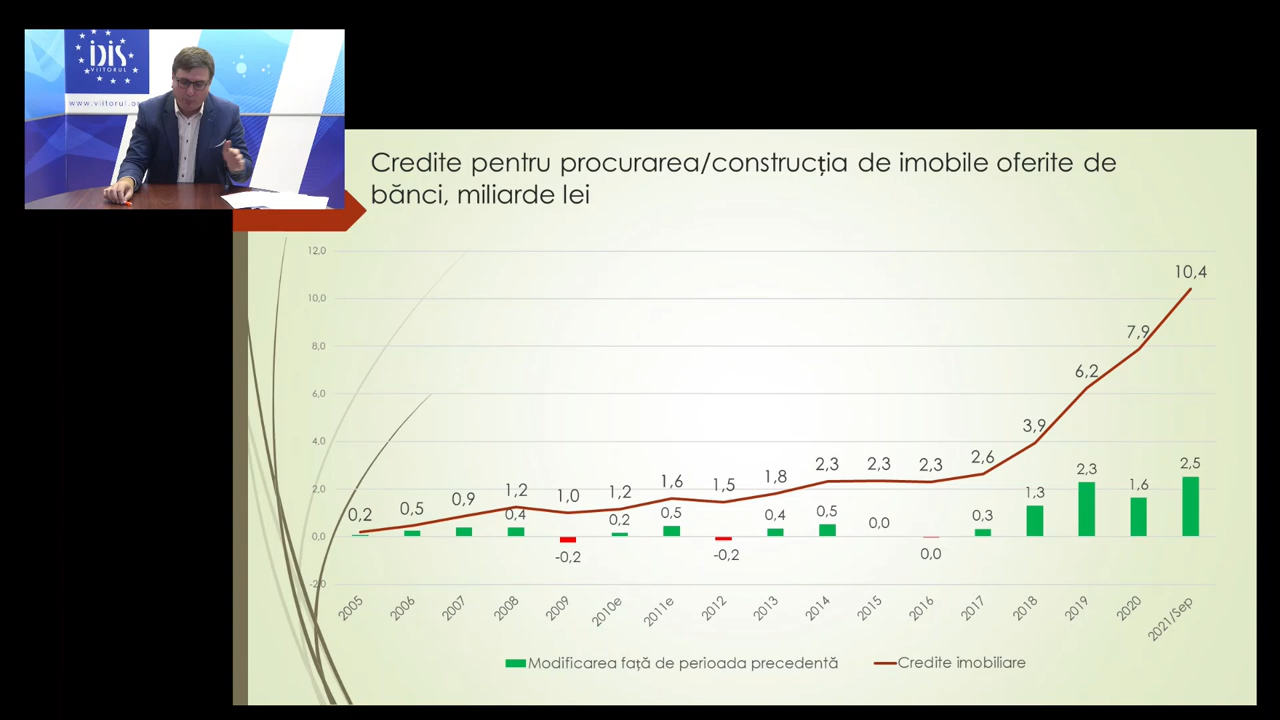 IDIS
VIITORUL
www.viitorul.o
Credite pentru procurarea/construcția de imobile oferite de
bănci, miliarde lei
12,0
10,0
8,0
6,0
4,0
2,0
0,0
-2,0
0,2 0,5 0,9 1,2 1,0 1,2 1,6 1,5 1,8 2,3 2,3 2,3 2,6 3,9 6,2 7,9 10,4
0,4 -0,2 0,2 0,5 -0,2 0,4 0,5 0,0 0,0 0,3 1,3 2,3 1,6 2,5
2005 2006 2007 2008 2009 2010e 2011e 2012 2013 2014 2015 2016 2017 2018 2019 2020 2021/Sep
Modificarea față de perioada precedentă Credite imobiliare